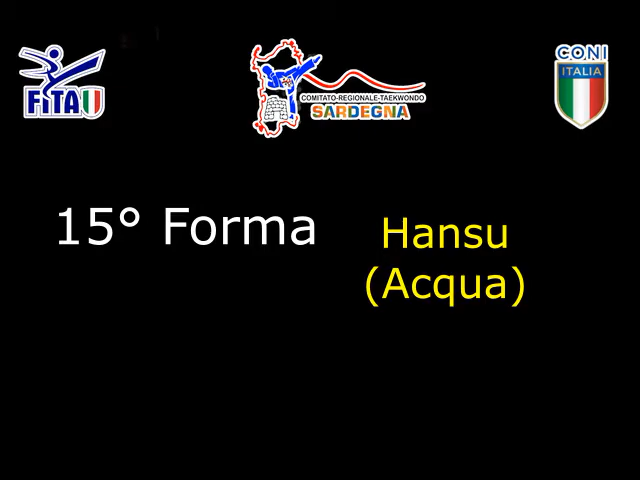 FITA
COMITATO-REGIONALE-TAEKWONDO
SARDEGNA
CONI
ITALIA
15° Forma
Hansu
(Acqua)